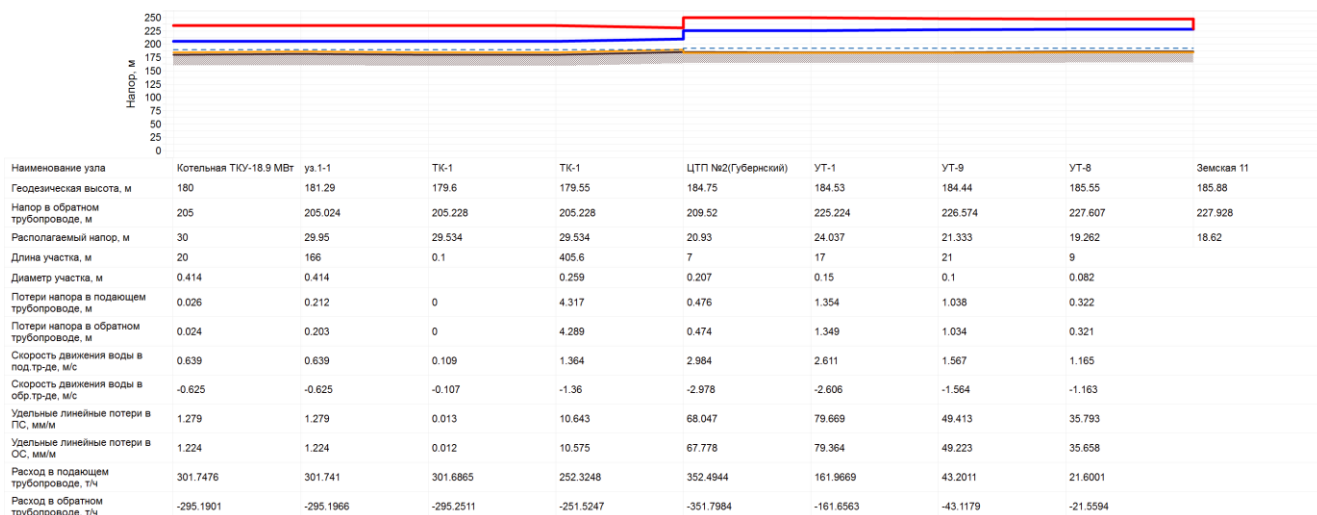 250
225
200
175
150
125
100
75
50
25
0
Напор, м
Наименование узла Котельная ТКУ-18.9 МВт уз.1-1 ТК-1 ТК-1 ЦТП №2(Губернский) УТ-1 УТ-9 УТ-8 Земская 11
Геодезическая высота, м 180 181.29 179.6 179.55 184.75 184.53 184.44 185.55 185.88
Напор в обратном
трубопроводе, м 205 205.024 205.228 205.228 209.52 225.224 226.574 227.607 227.928
Располагаемый напор, м 30 29.95 29.534 29.534 20.93 24.037 21.333 19.262 18.62
Длина участка, м 20 166 0.1 405.6 7 17 21 9
Диаметр участка, м 0.414 0.414 0.259 0.207 0.15 0.1 0.082
Потери напора в подающем
трубопроводе, м 0.026 0.212 0 4.317 0.476 1.354 1.038 0.322
Потери напора в обратном
трубопроводе, м 0.024 0.203 0 4.289 0.474 1.349 1.034 0.321
Скорость движения воды в
под.тр-де, м/с 0.639 0.639 0.109 1.364 2.984 2.611 1.567 1.165
Скорость движения воды в
обр.тр-де, м/с -0.625 -0.625 -0.107 -1.36 -2.978 -2.606 -1.564 -1.163
Удельные линейные потери в
ПС, мм/м 1.279 1.279 0.013 10.643 68.047 79.669 49.413 35.793
Удельные линейные потери в
ОС, мм/м 1.224 1.224 0.012 10.575 67.778 79.364 49.223 35.658
Расход в подающем
трубопроводе, т/ч 301.7476 301.741 301.6865 252.3248 352.4944 161.9669 43.2011 21.6001
Расход в обратном
трубопроводе, т/ч -295.1901 -295.1966 -295.2511 -251.5247 -351.7984 -161.6563 -43.1179 -21.5594